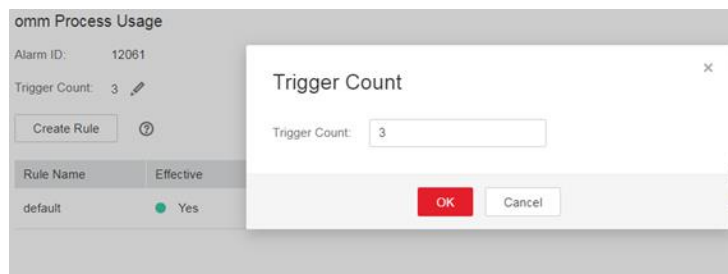 omm Process Usage
Alarm ID: 12061
Trigger Count: 3
Create Rule
Rule Name Effective
default Yes
Trigger Count
Trigger Count: 3
OK Cancel